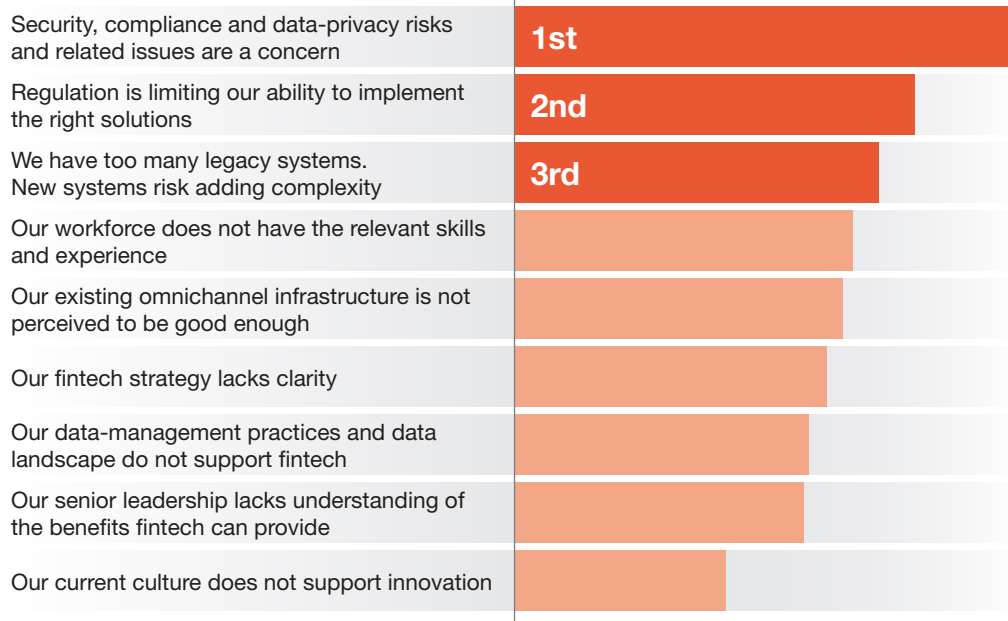 Security, compliance and data-privacy risks
and related issues are a concern
1st
Regulation is limiting our ability to implement
the right solutions
2nd
We have too many legacy systems.
New systems risk adding complexity
3rd
Our workforce does not have the relevant skills
and experience
Our existing omnichannel infrastructure is not
perceived to be good enough
Our fintech strategy lacks clarity
Our data-management practices and data
landscape do not support fintech
Our senior leadership lacks understanding of
the benefits fintech can provide
Our current culture does not support innovation